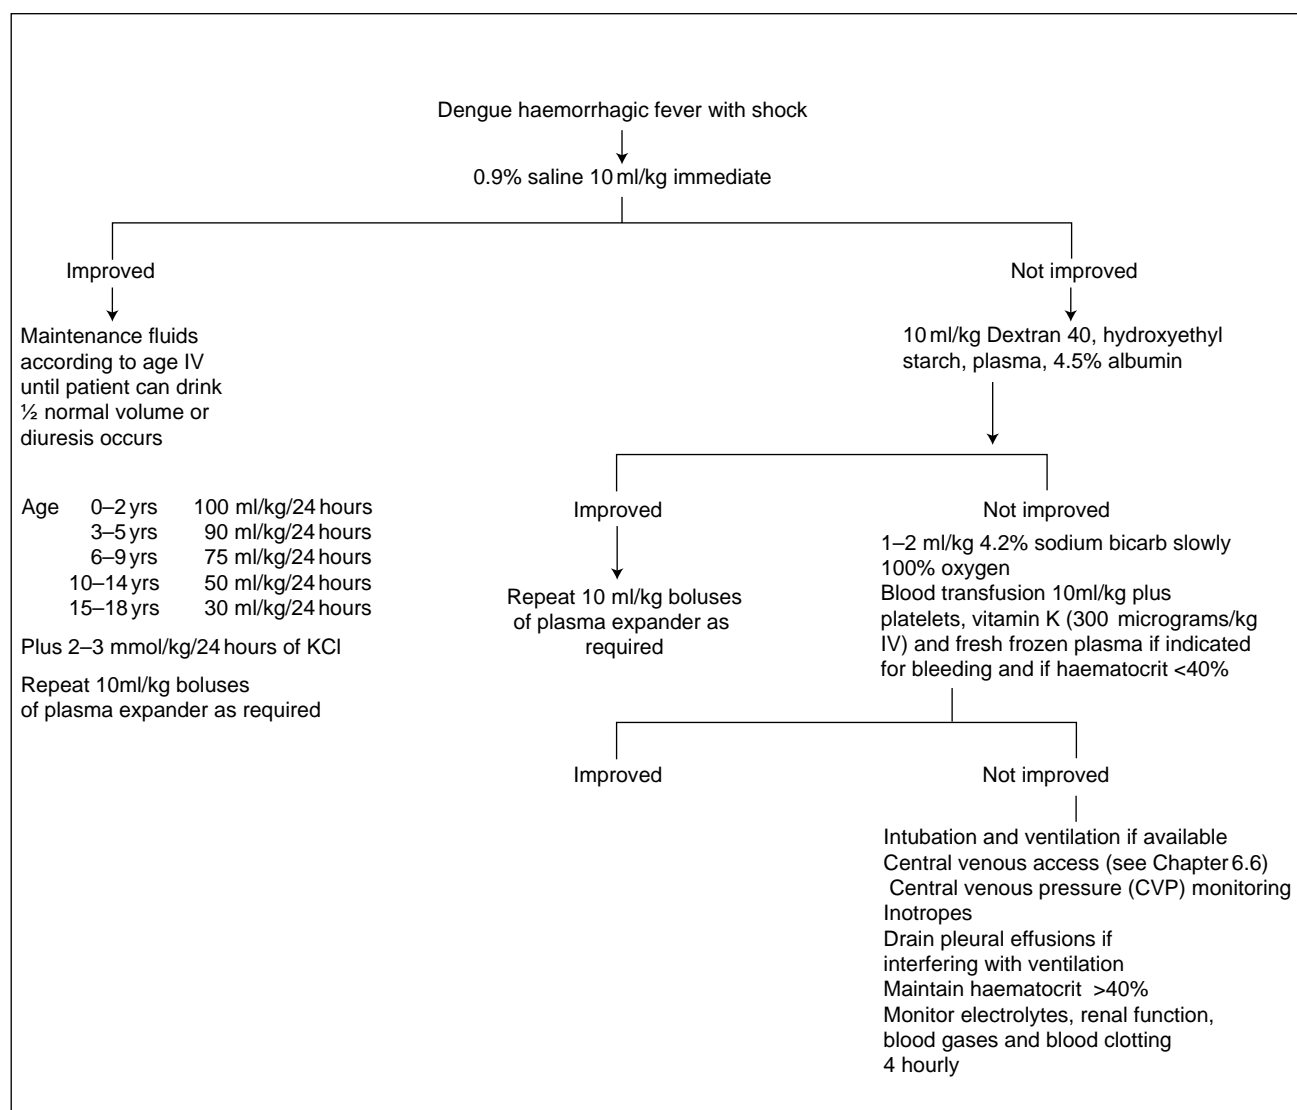 Dengue haemorrhagic fever with shock
0.9% saline 10 ml/kg immediate
Improved
Maintenance fluids
according to age IV
until patient can drink
½ normal volume or
diuresis occurs
Age 0–2 yrs 100 ml/kg/24 hours
3–5 yrs 90 ml/kg/24 hours
6–9 yrs 75 ml/kg/24 hours
10–14 yrs 50 ml/kg/24 hours
15–18 yrs 30 ml/kg/24 hours
Plus 2–3 mmol/kg/24 hours of KCl
Repeat 10ml/kg boluses
of plasma expander as required
Not improved
10 ml/kg Dextran 40, hydroxyethyl
starch, plasma, 4.5% albumin
Improved
Repeat 10 ml/kg boluses
of plasma expander as
required
Not improved
1–2 ml/kg 4.2% sodium bicarb slowly
100% oxygen
Blood transfusion 10ml/kg plus
platelets, vitamin K (300 micrograms/kg
IV) and fresh frozen plasma if indicated
for bleeding and if haematocrit <40%
Improved
Not improved
Intubation and ventilation if available
Central venous access (see Chapter 6.6)
Central venous pressure (CVP) monitoring
Inotropes
Drain pleural effusions if
interfering with ventilation
Maintain haematocrit >40%
Monitor electrolytes, renal function,
blood gases and blood clotting
4 hourly